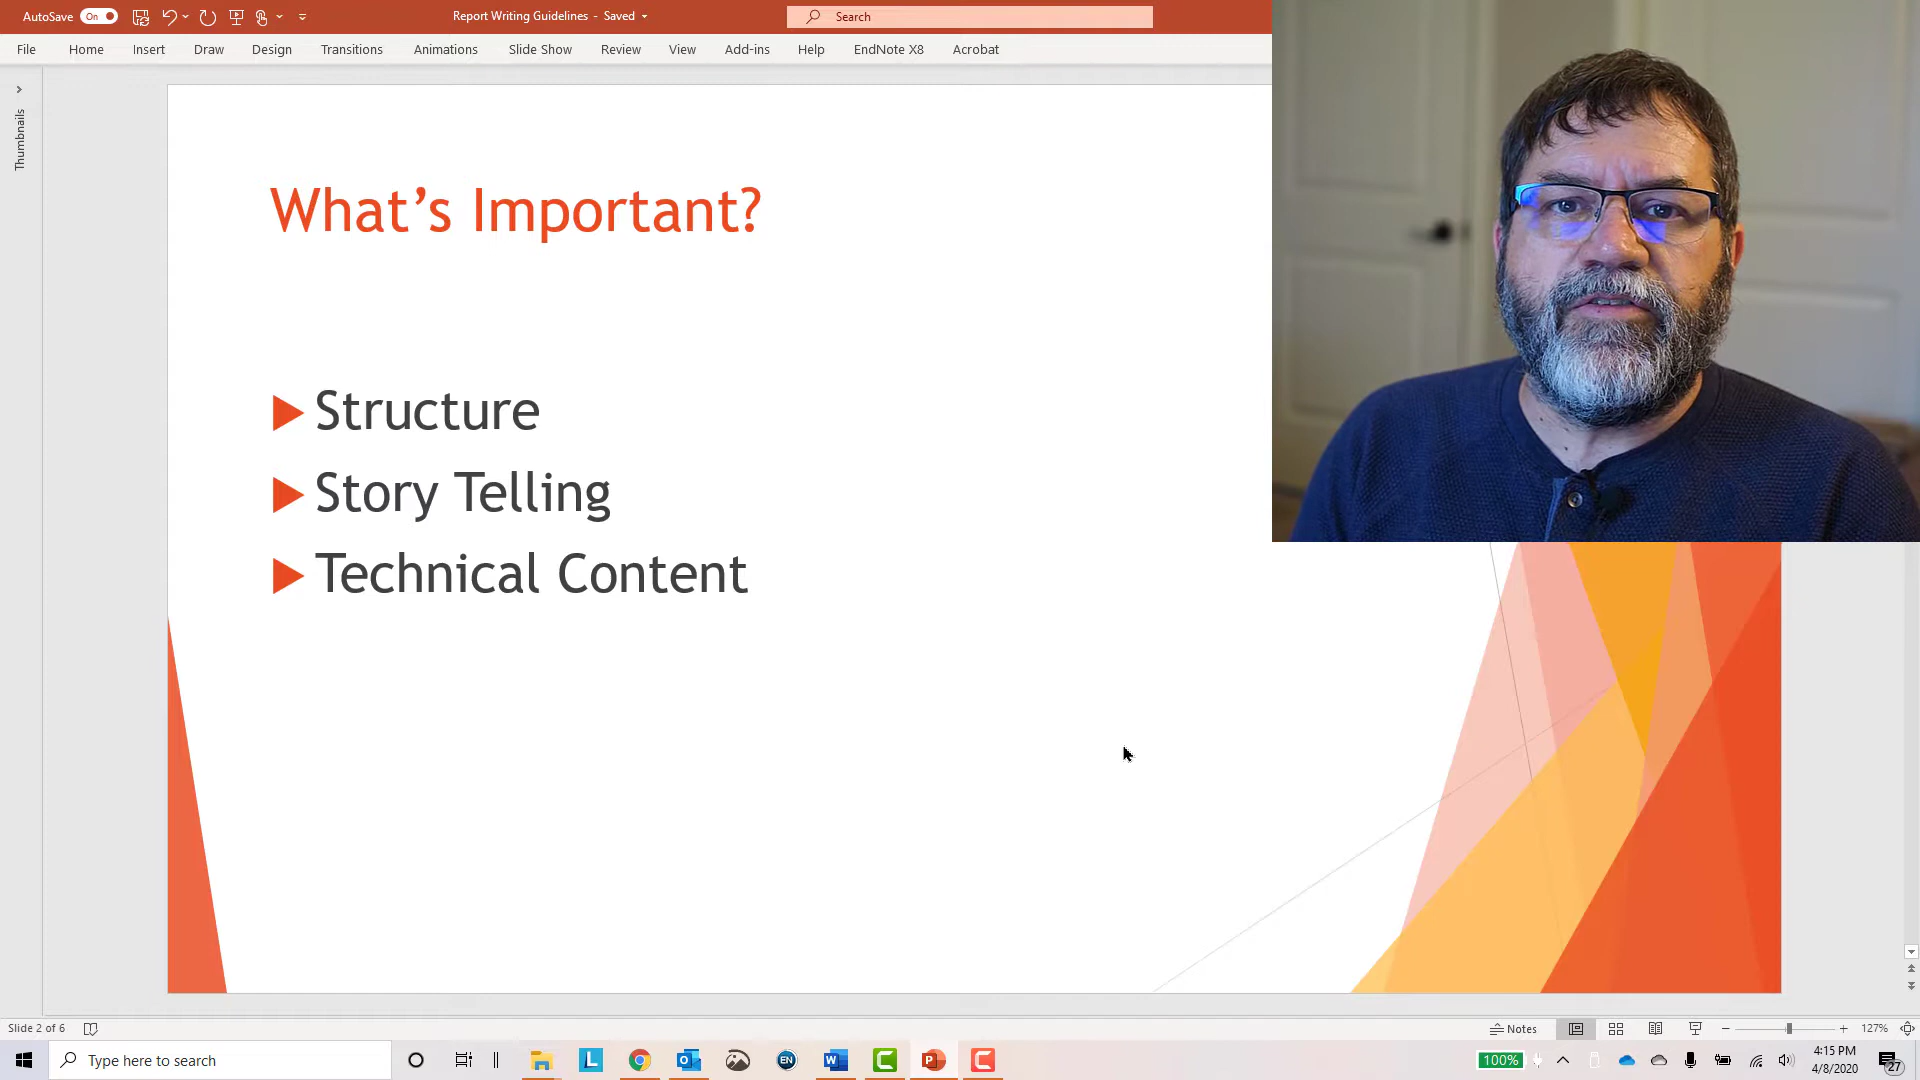 AutoSave On
Report Writing Guidelines - Saved
Search
File Home Insert Draw Design Transitions Animations Slide Show Review View Add-ins Help EndNote X8 Acrobat
Thumbnails
What's Important?
Structure
Story Telling
Technical Content
Slide 2 of 6
Notes
127%
Type here to search
L
EN
100%
4:15 PM
4/8/2020
27